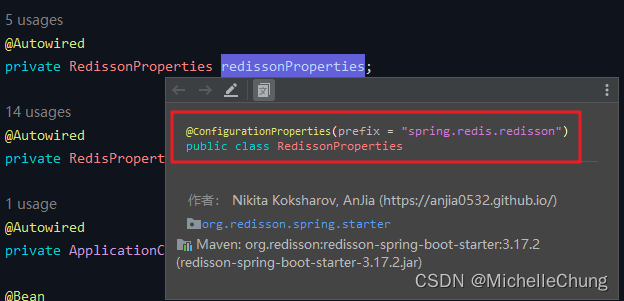 5 usages
@Autowired
private RedissonProperties redissonProperties;
14 usages
@Autowired
private RedisPropert
1 usage
@Autowired
private ApplicationC
@Bean
@ConfigurationProperties(prefix = "spring.redis.redisson")
public class RedissonProperties
作者： Nikita Koksharov, AnJia (https://anjia0532.github.io/)
org.redisson.spring.starter
Maven: org.redisson:redisson-spring-boot-starter:3.17.2
(redisson-spring-boot-starter-3.17.2.jar)
CSDN @MichelleChung